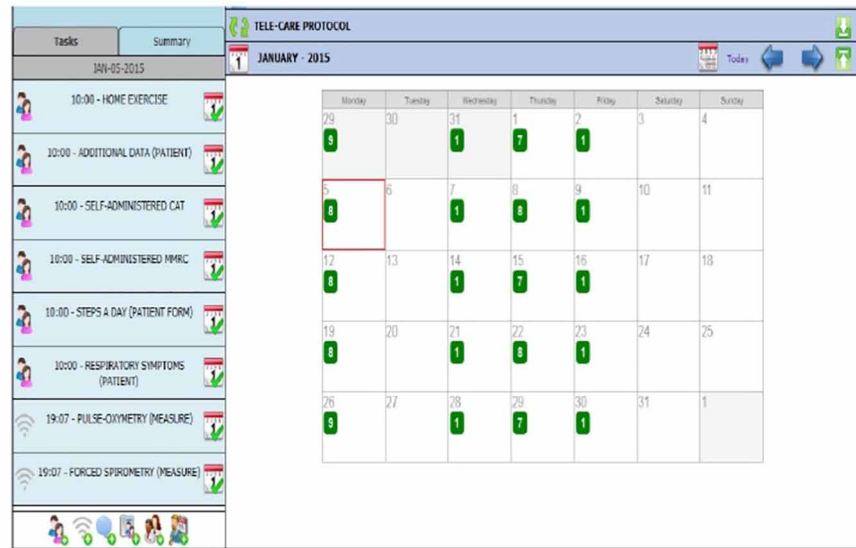 Tasks
Summary
JAN-05-2015
10:00 - HOME EXERCISE
10:00 - ADDITIONAL DATA (PATIENT)
10:00 - SELF-ADMINISTERED CAT
10:00 - SELF-ADMINISTERED MMRC
10:00 - STEPS A DAY (PATIENT FORM)
10:00 - RESPIRATORY SYMPTOMS
(PATIENT)
19:07 - PULSE-OXYMETRY (MEASURE)
19:07 - FORCED SPIROMETRY (MEASURE)
TELE-CARE PROTOCOL
1 JANUARY - 2015
Today
Monday Tuesday Wednesday Thursday Friday Saturday Sunday
29 30 31 1 2 3 4
9 1 7 1
5 6 7 8 9 10 11
8 1 8 1
12 13 14 15 16 17 18
8 1 7 1
19 20 21 22 23 24 25
8 1 8 1
26 27 28 29 30 31 1
9 1 7 1